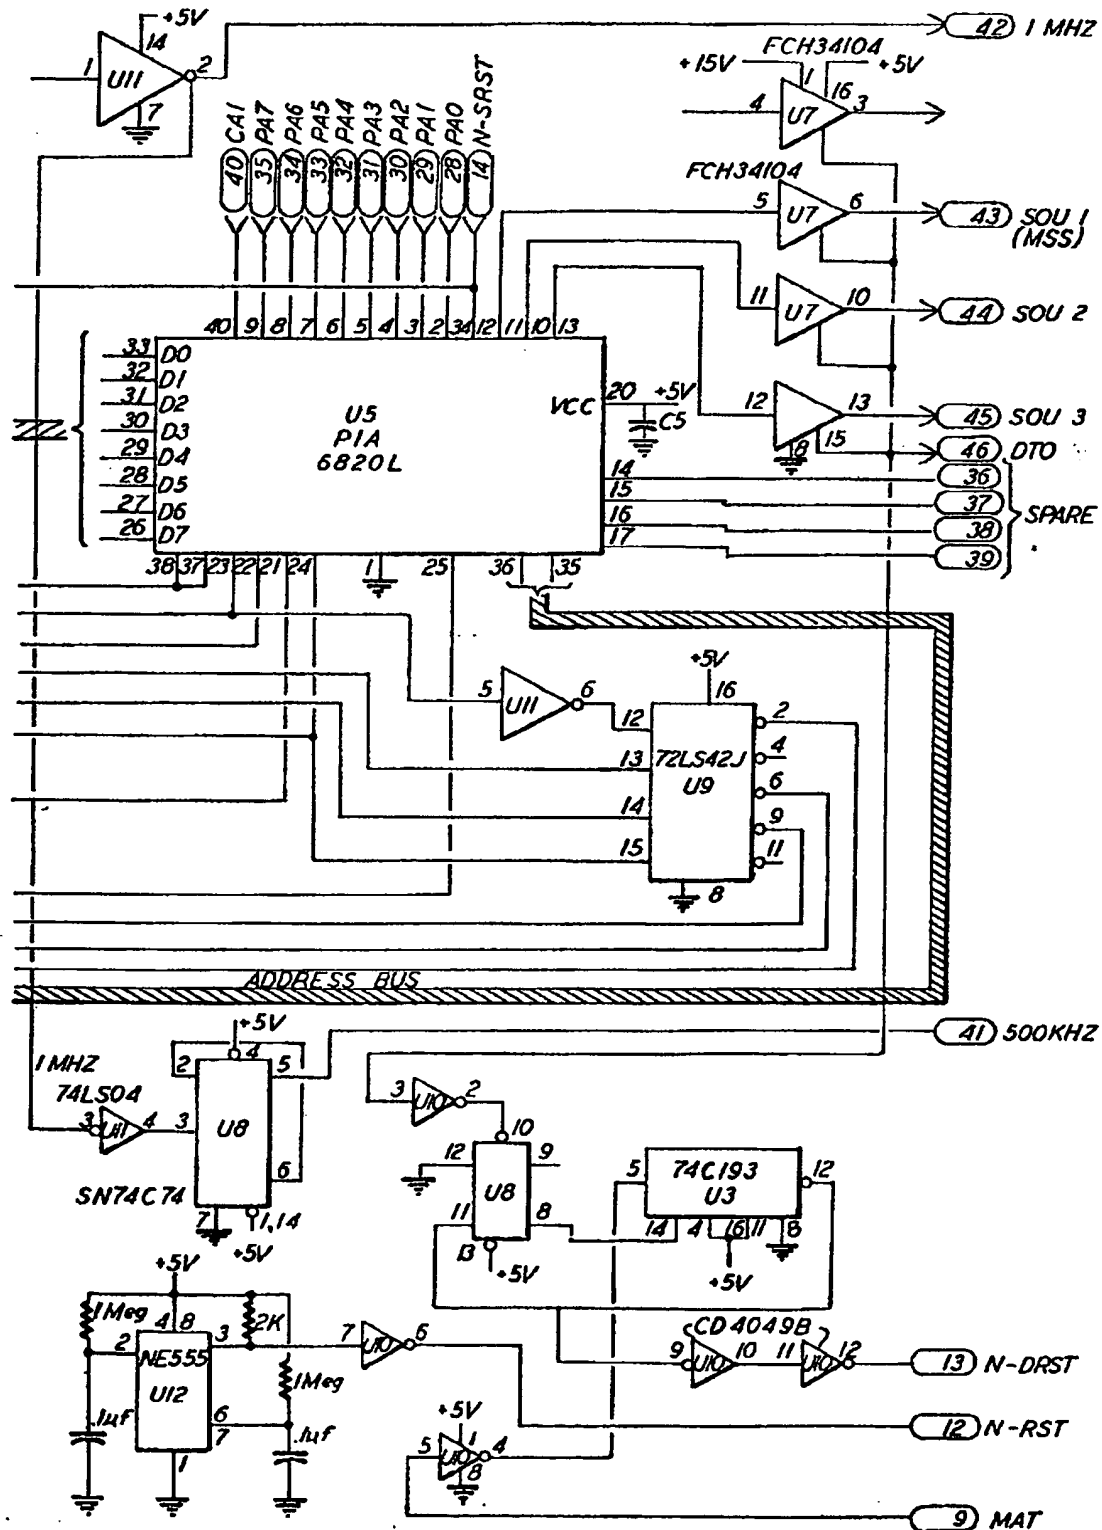 +5V
14
1
U11
2
7
42 1 MHZ
FCH34104
+15V
+5V
1
16
4
U7
3
CA1
PA7
PA6
PA5
PA4
PA3
PA2
PA1
PA0
N-SRST
40
35
34
33
32
31
30
29
28
14
FCH34104
5
U7
6
43 SOU 1
(MSS)
11
U7
10
44 SOU 2
40 9 8 7 6 5 4 3 2 34 12 11 10 13
33 D0
32 D1
31 D2
30 D3
29 D4
28 D5
27 D6
26 D7
U5
PIA
6820L
VCC
20
+5V
C5
12
13
8
15
45 SOU 3
46 DTO
14
15
16
17
36
37
38
39
SPARE
38 37 23 22 21 24 1 25 36 35
5
U11
6
+5V
16
12
13
14
15
72LS42J
U9
2
4
6
9
11
8
ADDRESS BUS
+5V
4
2
5
41 500KHZ
1 MHZ
74LS04
3
U11
4
3
U8
6
SN74C74
7
1,14
+5V
3
U10
2
10
12
9
U8
11
8
13
+5V
5
74C193
U3
12
14 4 16 11 8
+5V
+5V
1Meg
4 8
2
3
2K
NE555
U12
6
7
1
.1uf
1Meg
.1uf
7
U10
6
CD4049B
9
U10
10
11
U10
12
13 N-DRST
12 N-RST
+5V
1
5
U10
4
8
9 MAT